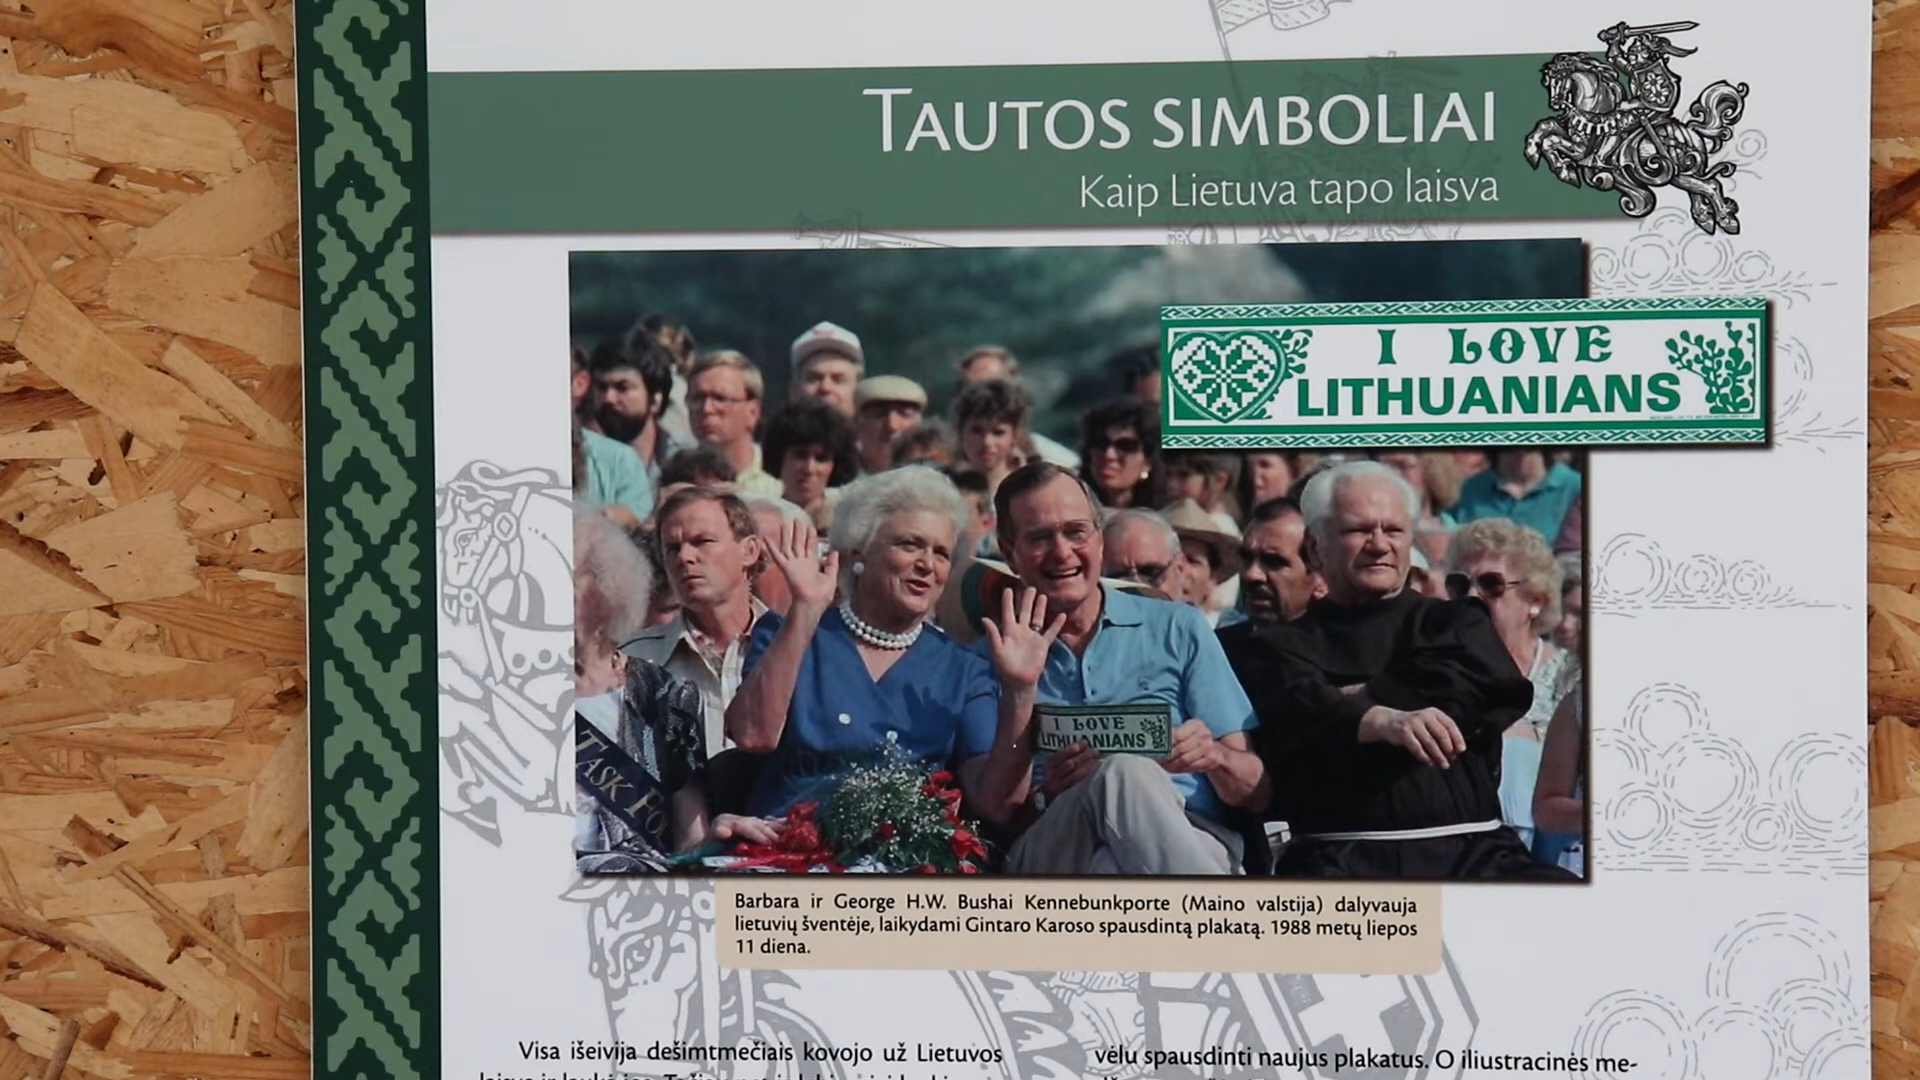 TAUTOS SIMBOLIAI
Kaip Lietuva tapo laisva
I LOVE
LITHUANIANS
I LOVE
LITHUANIANS
TASK FO
Barbara ir George H.W. Bushai Kennebunkporte (Maino valstija) dalyvauja
lietuvių šventėje, laikydami Gintaro Karoso spausdintą plakatą. 1988 metų liepos
11 diena.
Visa išeivija dešimtmečiais kovojo už Lietuvos
vėlu spausdinti naujus plakatus. O iliustracinės me-